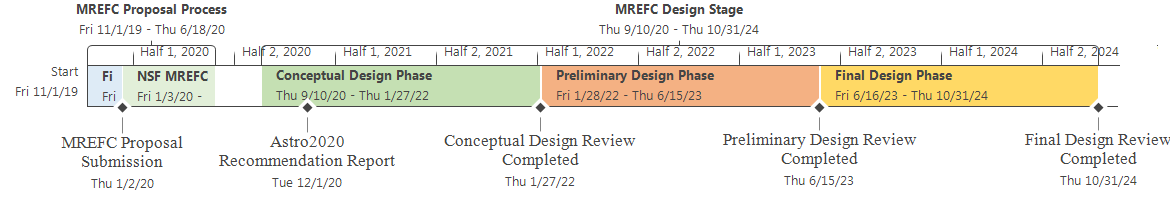 MREFC Proposal Process
Fri 11/1/19 - Thu 6/18/20
MREFC Design Stage
Thu 9/10/20 - Thu 10/31/24
Half 1, 2020
Half 2, 2020
Half 1, 2021
Half 2, 2021
Half 1, 2022
Half 2, 2022
Half 1, 2023
Half 2, 2023
Half 1, 2024
Half 2, 2024
Start
Fri 11/1/19
Fi
Fri
NSF MREFC
Fri 1/3/20 -
Conceptual Design Phase
Thu 9/10/20 - Thu 1/27/22
Preliminary Design Phase
Fri 1/28/22 - Thu 6/15/23
Final Design Phase
Fri 6/16/23 - Thu 10/31/24
MREFC Proposal
Submission
Thu 1/2/20
Astro2020
Recommendation Report
Tue 12/1/20
Conceptual Design Review
Completed
Thu 1/27/22
Preliminary Design Review
Completed
Thu 6/15/23
Final Design Review
Completed
Thu 10/31/24